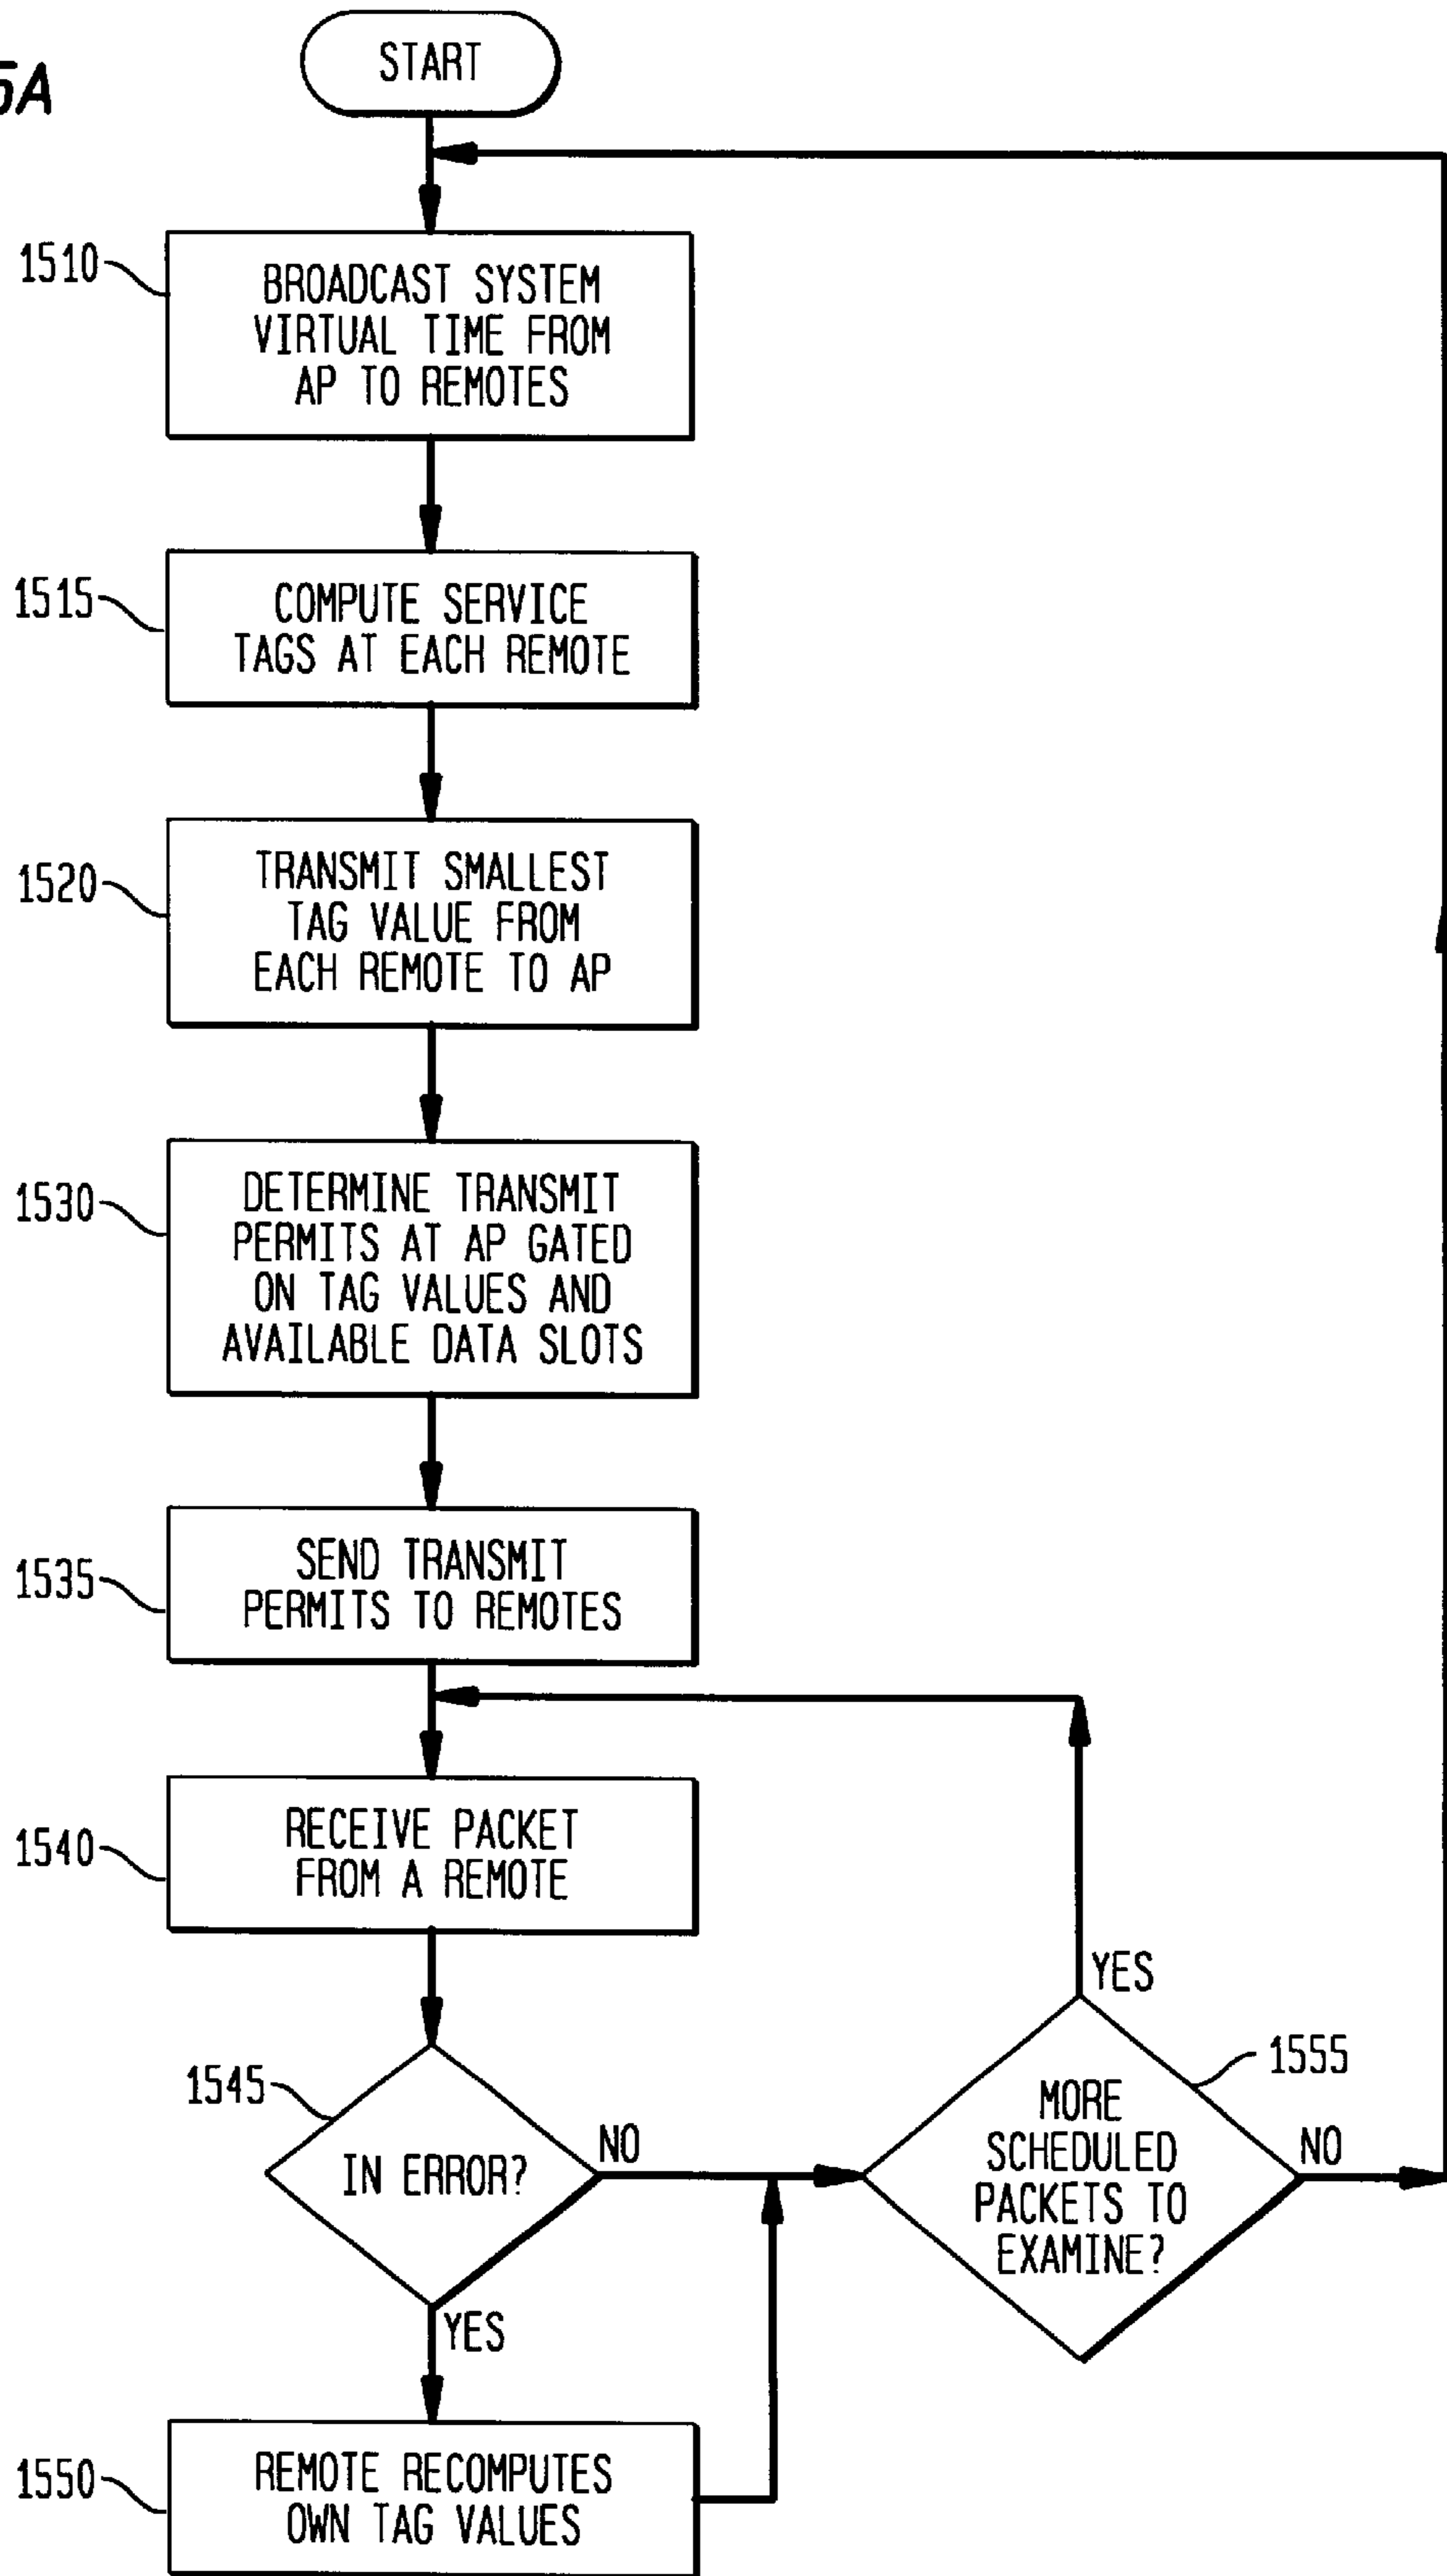 5A
START
1510
BROADCAST SYSTEM
VIRTUAL TIME FROM
AP TO REMOTES
1515
COMPUTE SERVICE
TAGS AT EACH REMOTE
1520
TRANSMIT SMALLEST
TAG VALUE FROM
EACH REMOTE TO AP
1530
DETERMINE TRANSMIT
PERMITS AT AP GATED
ON TAG VALUES AND
AVAILABLE DATA SLOTS
1535
SEND TRANSMIT
PERMITS TO REMOTES
1540
RECEIVE PACKET
FROM A REMOTE
1545
IN ERROR?
NO
YES
1555
MORE
SCHEDULED
PACKETS TO
EXAMINE?
YES
NO
1550
REMOTE RECOMPUTES
OWN TAG VALUES